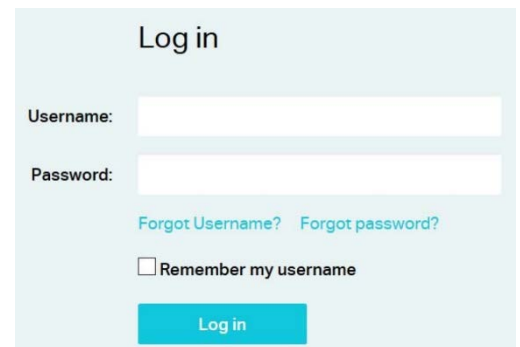 Log in
Username:
Password:
Forgot Username? Forgot password?
Remember my username
Log in